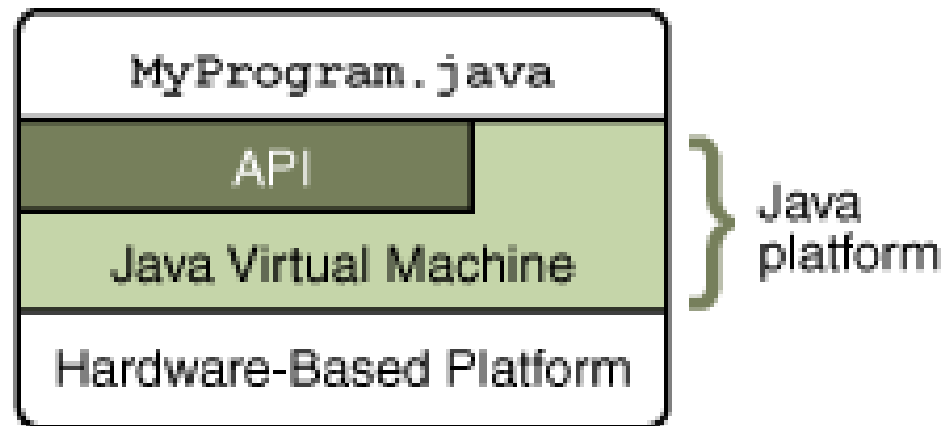 MyProgram.java
API
Java Virtual Machine
Hardware-Based Platform
Java
platform